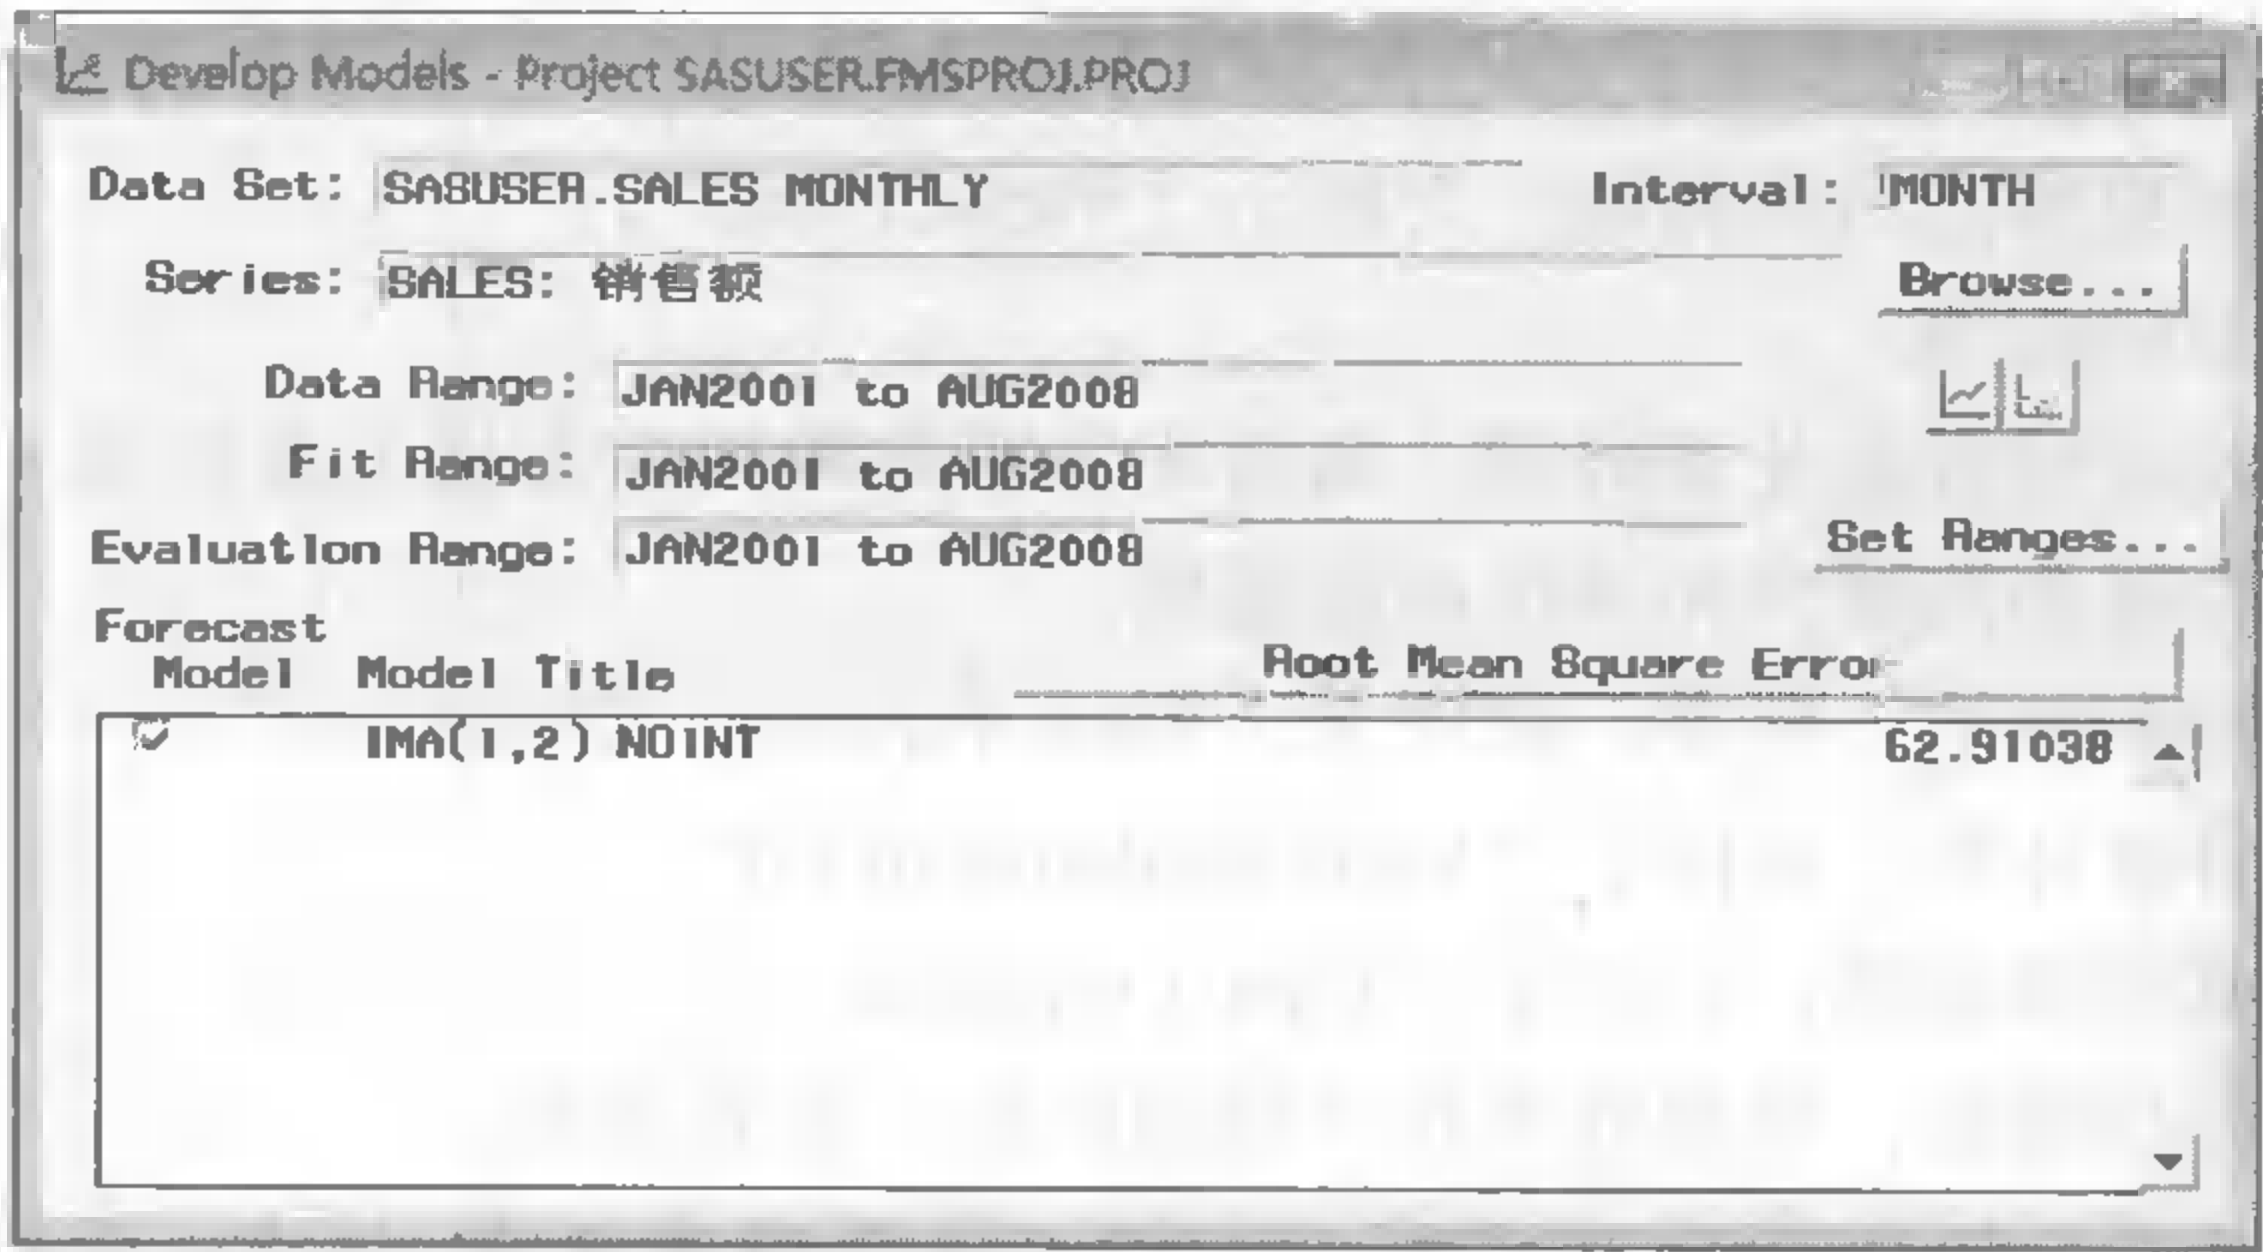 Develop Models - Project SASUSER.FMSPROJ.PROJ
Data Set: SASUSER.SALES MONTHLY Interval: MONTH
Series: SALES: 销售额 Browse...
Data Range: JAN2001 to AUG2008
Fit Range: JAN2001 to AUG2008
Evaluation Range: JAN2001 to AUG2008 Set Ranges...
Forecast
Model Model Title Root Mean Square Error
IMA(1,2) NOINT 62.91038